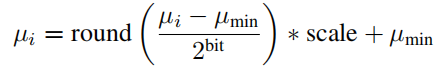 μ_i = round ( (μ_i − μ_min) / 2^bit ) * scale + μ_min